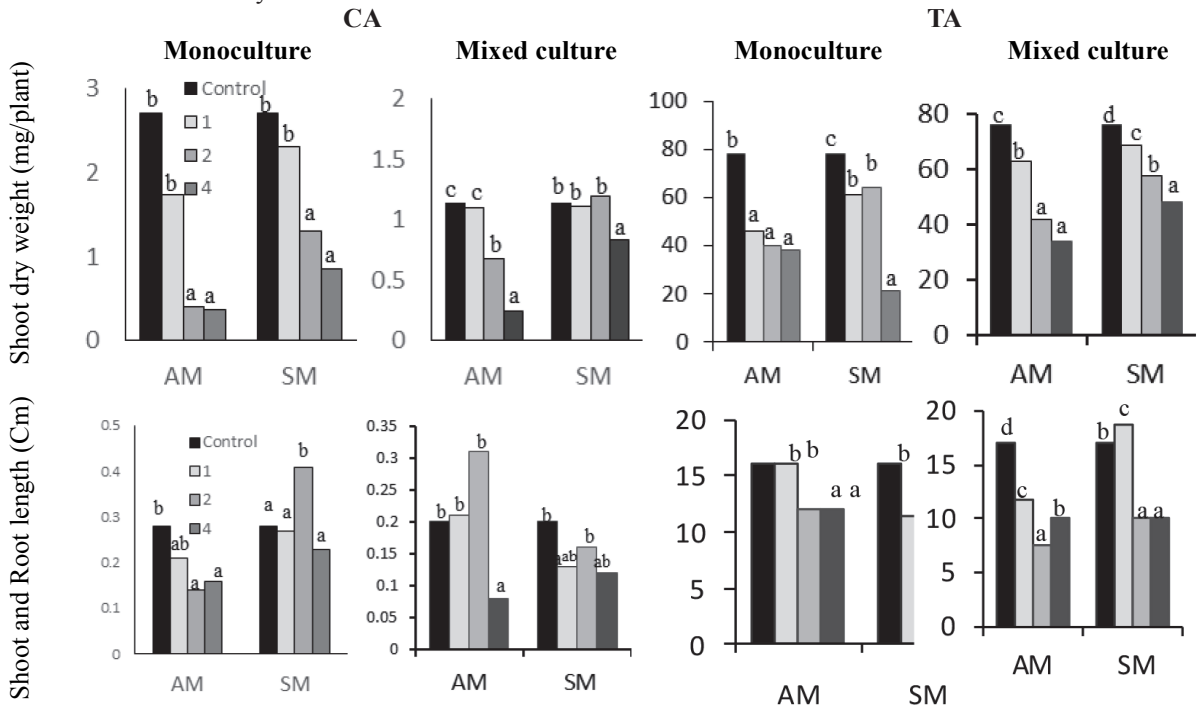 CA
TA
Monoculture
Mixed culture
Monoculture
Mixed culture
Shoot dry weight (mg/plant)
3
2
1
0
b
b
a
a
b
b
a
a
Control
1
2
4
AM
SM
2
1.5
1
0.5
0
c
c
b
a
b
b
b
a
AM
SM
100
80
60
40
20
0
b
a
a
a
c
b
b
a
AM
SM
80
60
40
20
0
c
b
a
a
d
c
b
a
AM
SM
Shoot and Root length (Cm)
0.5
0.4
0.3
0.2
0.1
0
b
ab
a
a
a
a
b
a
Control
1
2
4
AM
SM
0.35
0.3
0.25
0.2
0.15
0.1
0.05
0
b
b
b
a
b
ab
b
ab
AM
SM
20
15
10
5
0
b
b
a
a
b
AM
SM
20
15
10
5
0
d
c
a
b
b
c
a
a
AM
SM